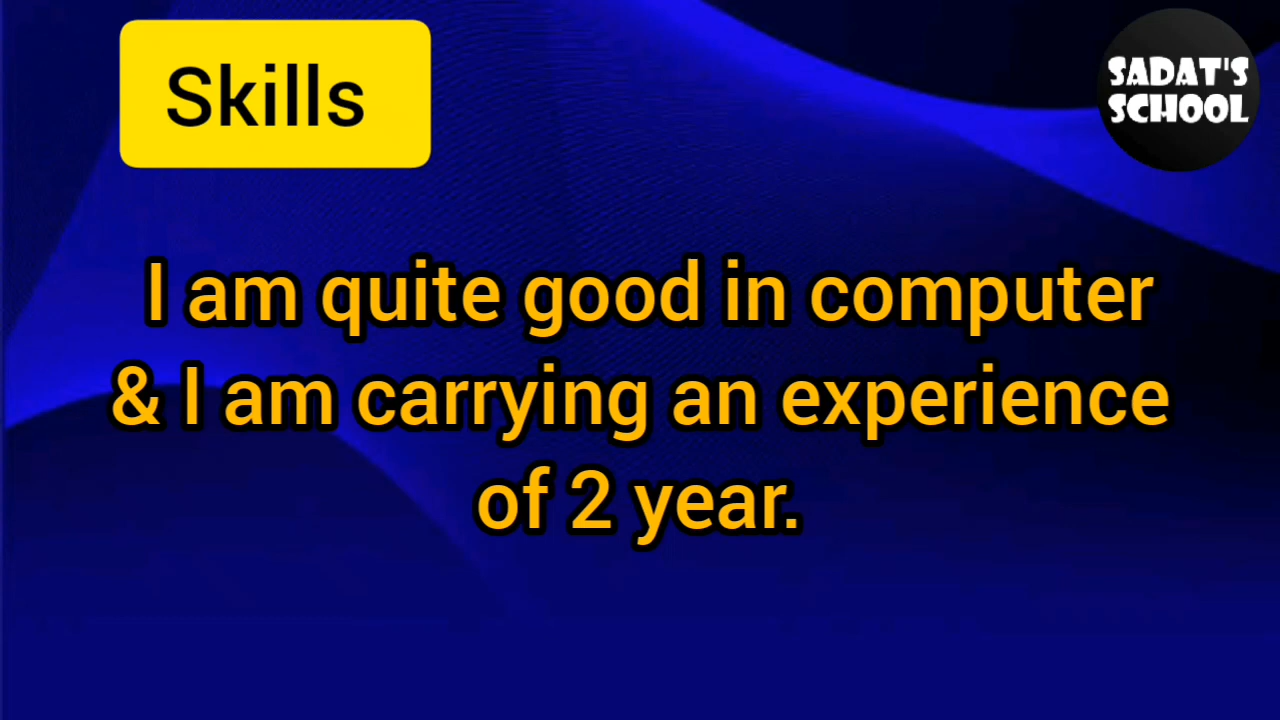 Skills
SADAT'S
SCHOOL
I am quite good in computer
& I am carrying an experience
of 2 year.